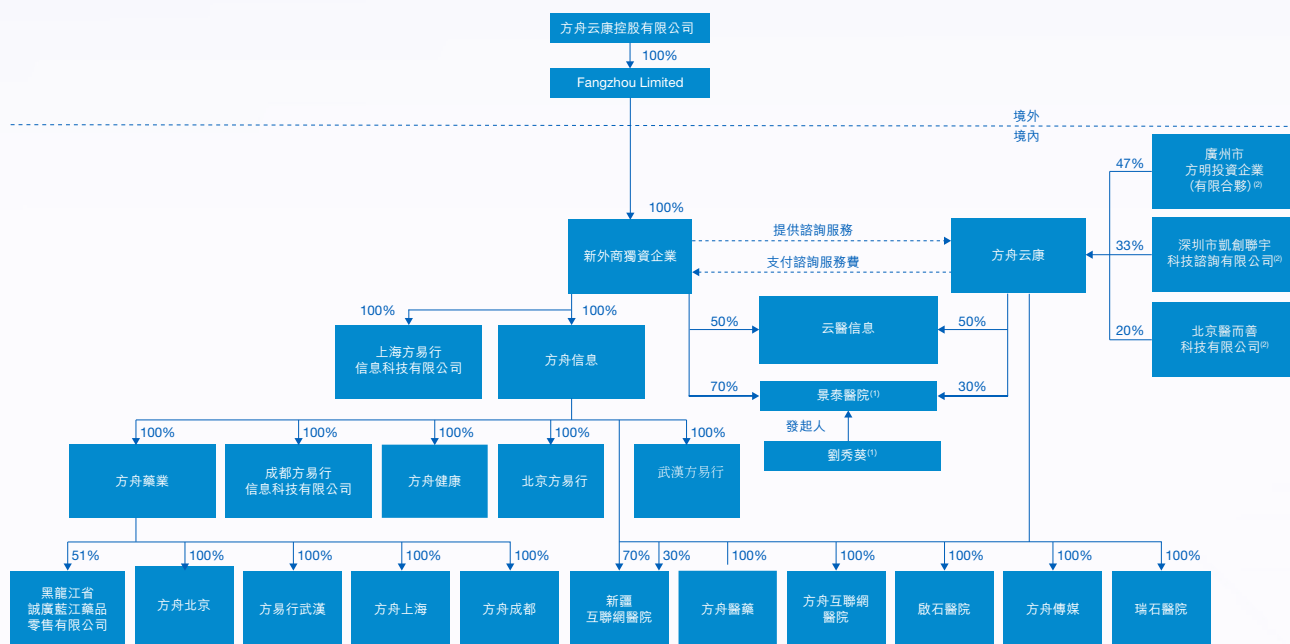 方舟云康控股有限公司
100%
Fangzhou Limited
境外
境內
47%
廣州市
方明投資企業
(有限合夥)(2)
100%
新外商獨資企業
提供諮詢服務
支付諮詢服務費
方舟云康
33%
深圳市凱創聯宇
科技諮詢有限公司(2)
20%
北京醫而善
科技有限公司(2)
100%
上海方易行
信息科技有限公司
100%
方舟信息
50%
云醫信息
50%
70%
景泰醫院(1)
30%
發起人
劉秀葵(1)
100%
方舟藥業
100%
成都方易行
信息科技有限公司
100%
方舟健康
100%
北京方易行
100%
武漢方易行
51%
黑龍江省
誠廣藍江藥品
零售有限公司
100%
方舟北京
100%
方易行武漢
100%
方舟上海
100%
方舟成都
70%
30%
新疆
互聯網醫院
100%
方舟醫藥
100%
方舟互聯網
醫院
100%
啟石醫院
100%
方舟傳媒
100%
瑞石醫院